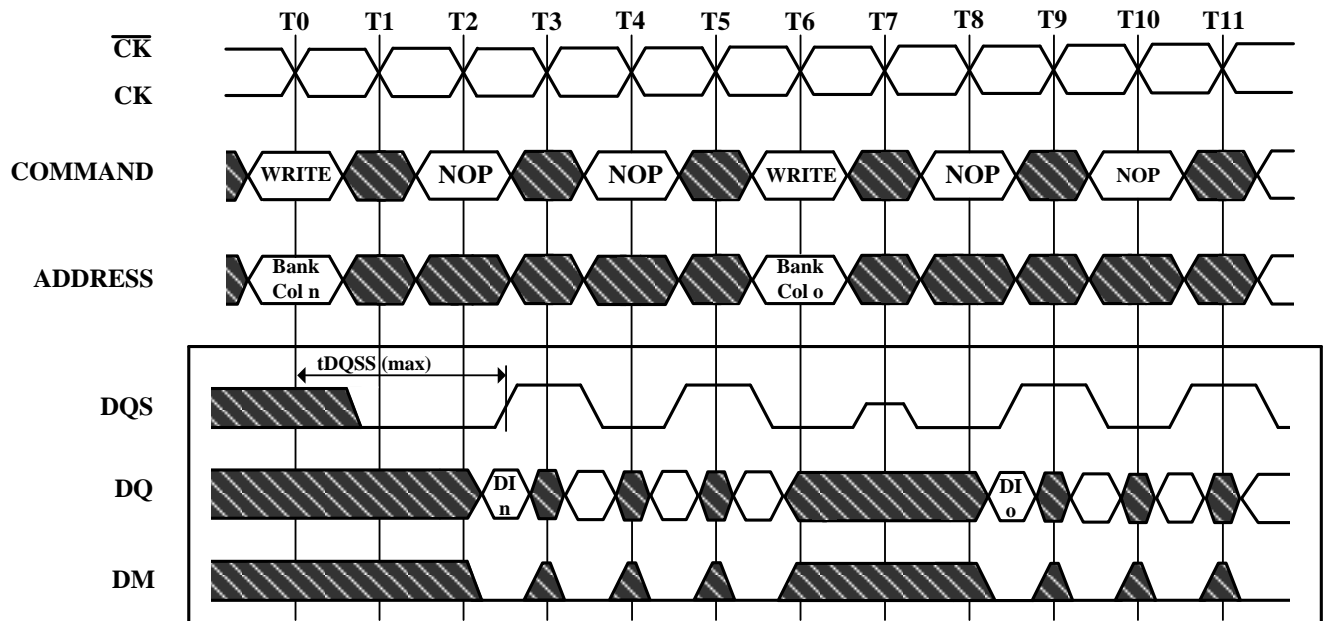 T0 T1 T2 T3 T4 T5 T6 T7 T8 T9 T10 T11
CK
CK
COMMAND WRITE NOP NOP WRITE NOP NOP
ADDRESS Bank Col n Bank Col o
tDQSS (max)
DQS
DQ DI n DI o
DM